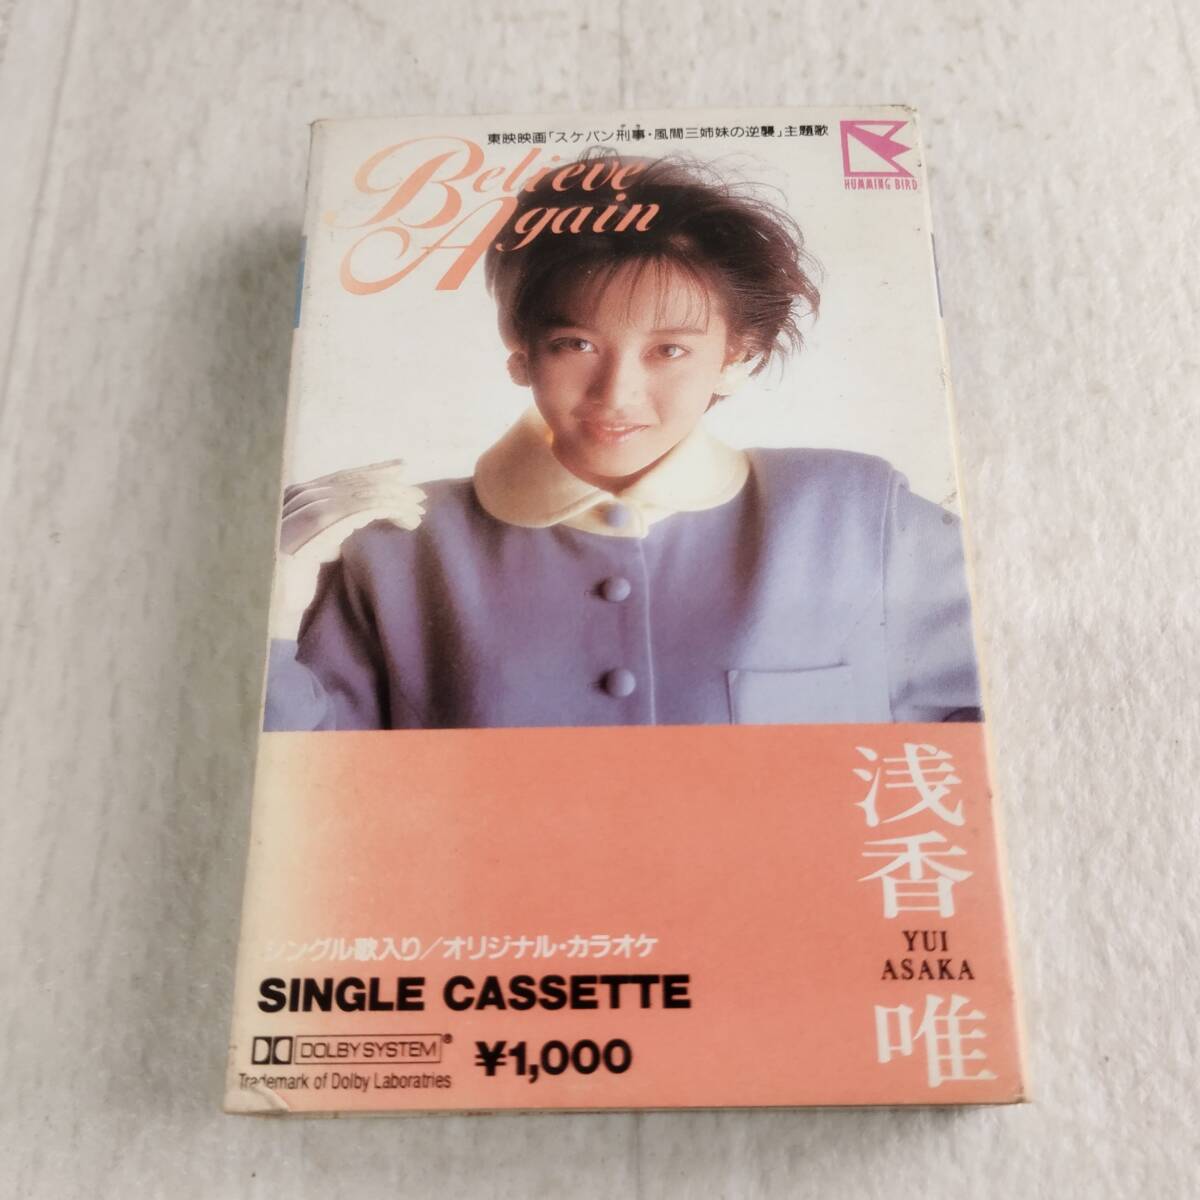 東映映画「スケバン刑事・風間三姉妹の逆襲」主題歌
デカ
Believe
Again
HUMMING BIRD
浅香
YUI
ASAKA
唯
シングル歌入り/オリジナル・カラオケ
SINGLE CASSETTE
DOLBY SYSTEM® ¥1,000
Trademark of Dolby Laboratries